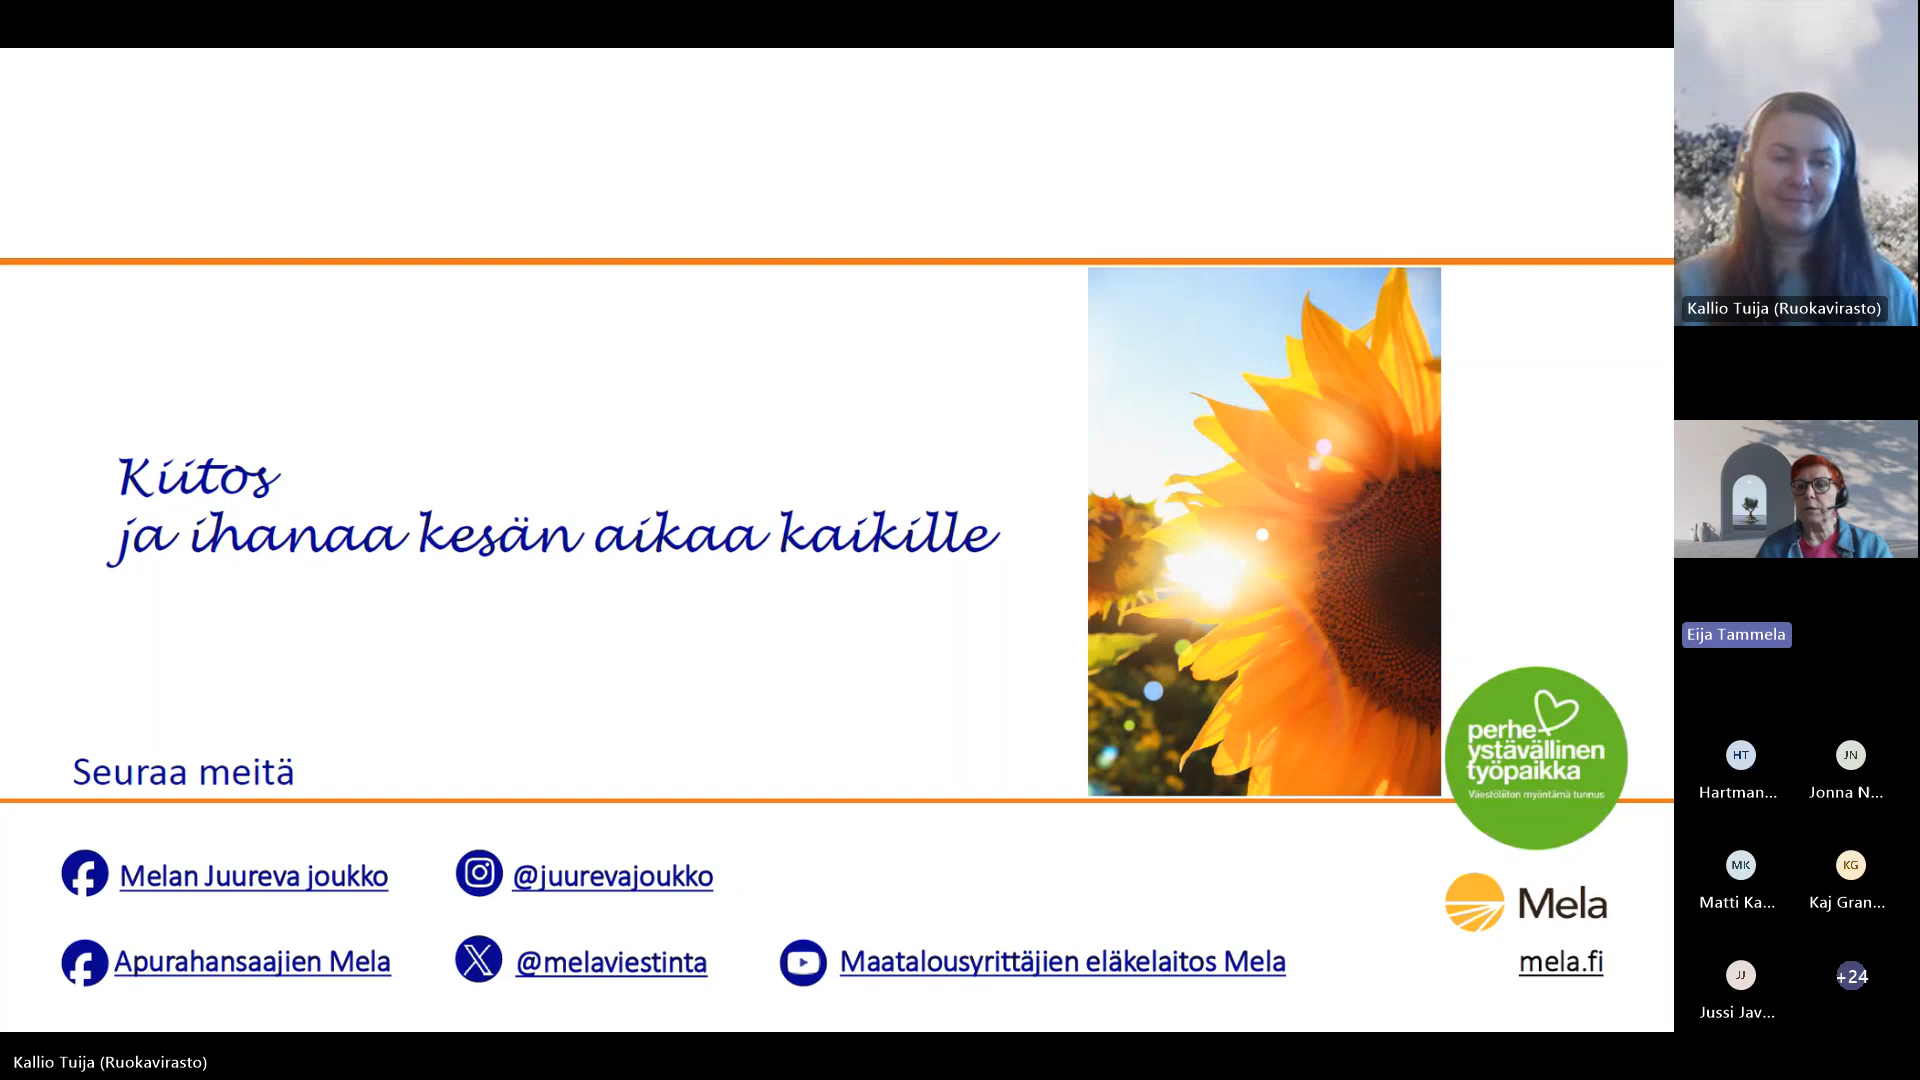 Kiitos
ja ihanaa kesän aikaa kaikille
perhe
ystävällinen
työpaikka
Väestöliiton myöntämä tunnus
Seuraa meitä
Melan Juureva joukko
@juurevajoukko
Apurahansaajien Mela
@melaviestinta
Maatalousyrittäjien eläkelaitos Mela
Mela
mela.fi
Kallio Tuija (Ruokavirasto)
Eija Tammela
HT
JN
Hartman...
Jonna N...
MK
KG
Matti Ka...
Kaj Gran...
JJ
+24
Jussi Jav...
Kallio Tuija (Ruokavirasto)